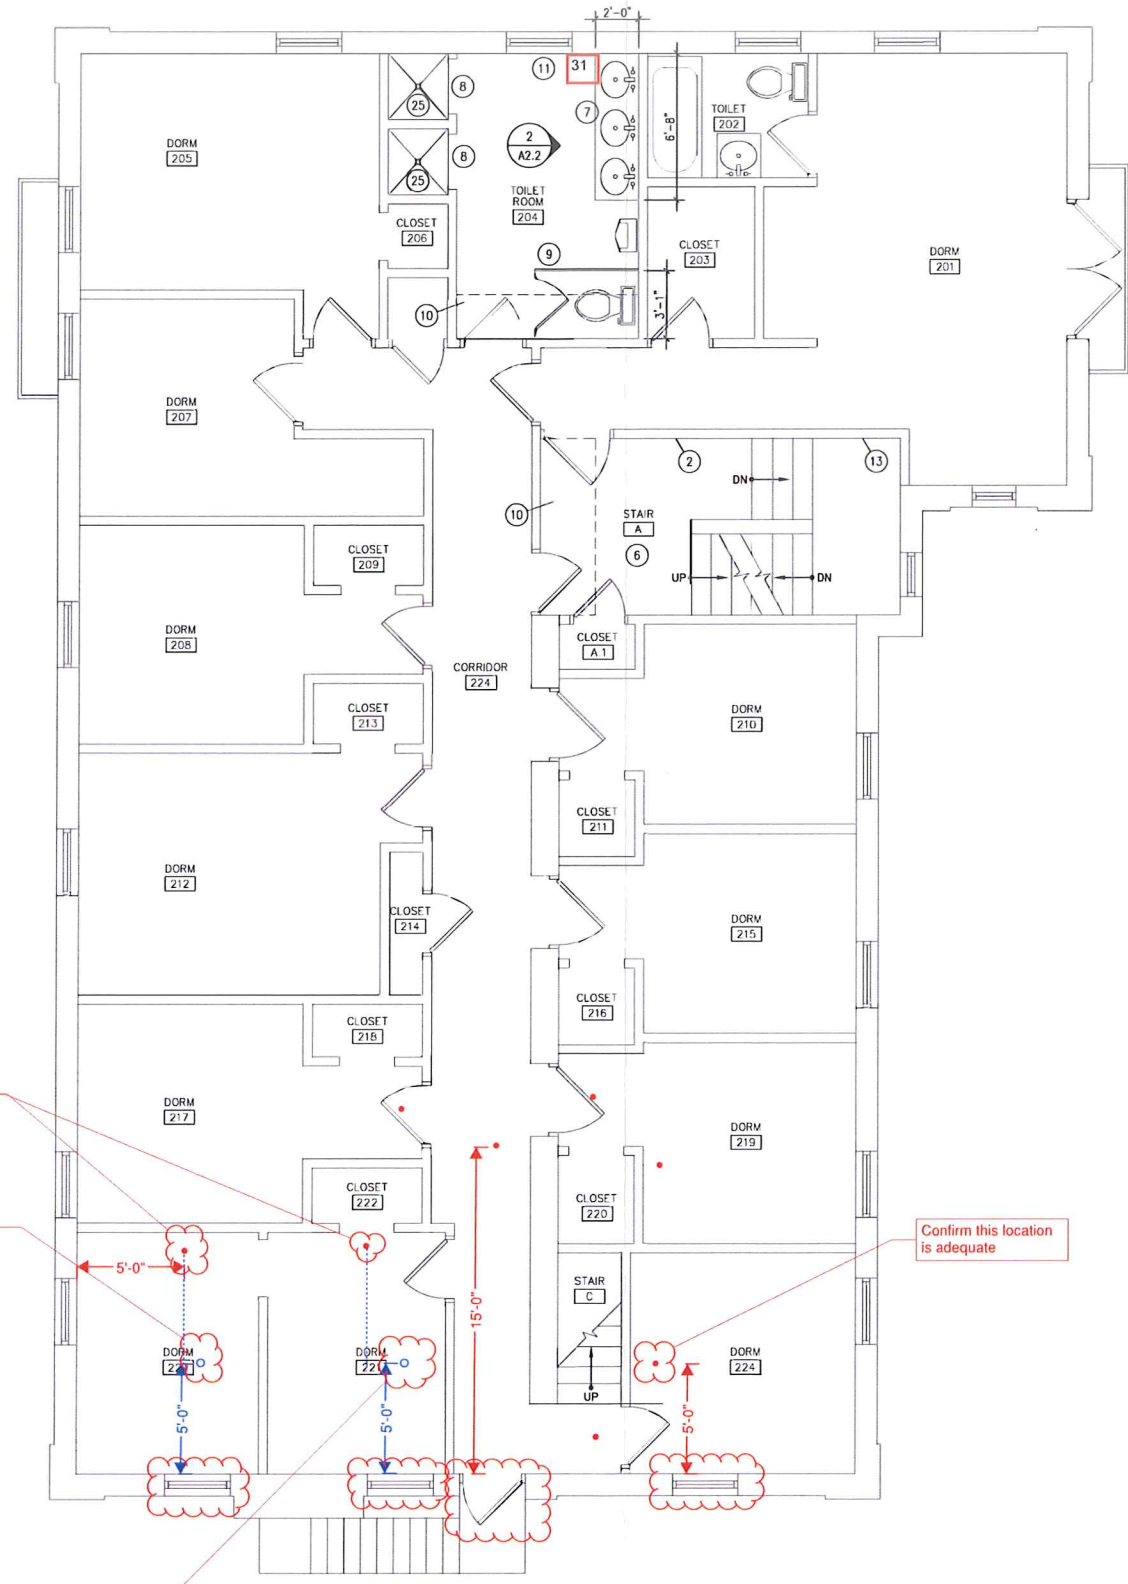 2'-0"
11
31
8
25
7
TOILET
202
6'-8"
2
A2.2
DORM
205
8
25
TOILET
ROOM
204
CLOSET
206
9
CLOSET
203
DORM
201
3'-1"
10
DORM
207
2
13
DN
10
STAIR
A
6
UP
DN
CLOSET
209
DORM
208
CLOSET
A.1
CORRIDOR
224
CLOSET
213
DORM
210
CLOSET
211
DORM
212
CLOSET
214
DORM
215
CLOSET
216
CLOSET
218
DORM
217
DORM
219
CLOSET
222
CLOSET
220
Confirm this location
is adequate
5'-0"
15'-0"
STAIR
C
DORM
DORM
DORM
224
UP
5'-0"
5'-0"
5'-0"